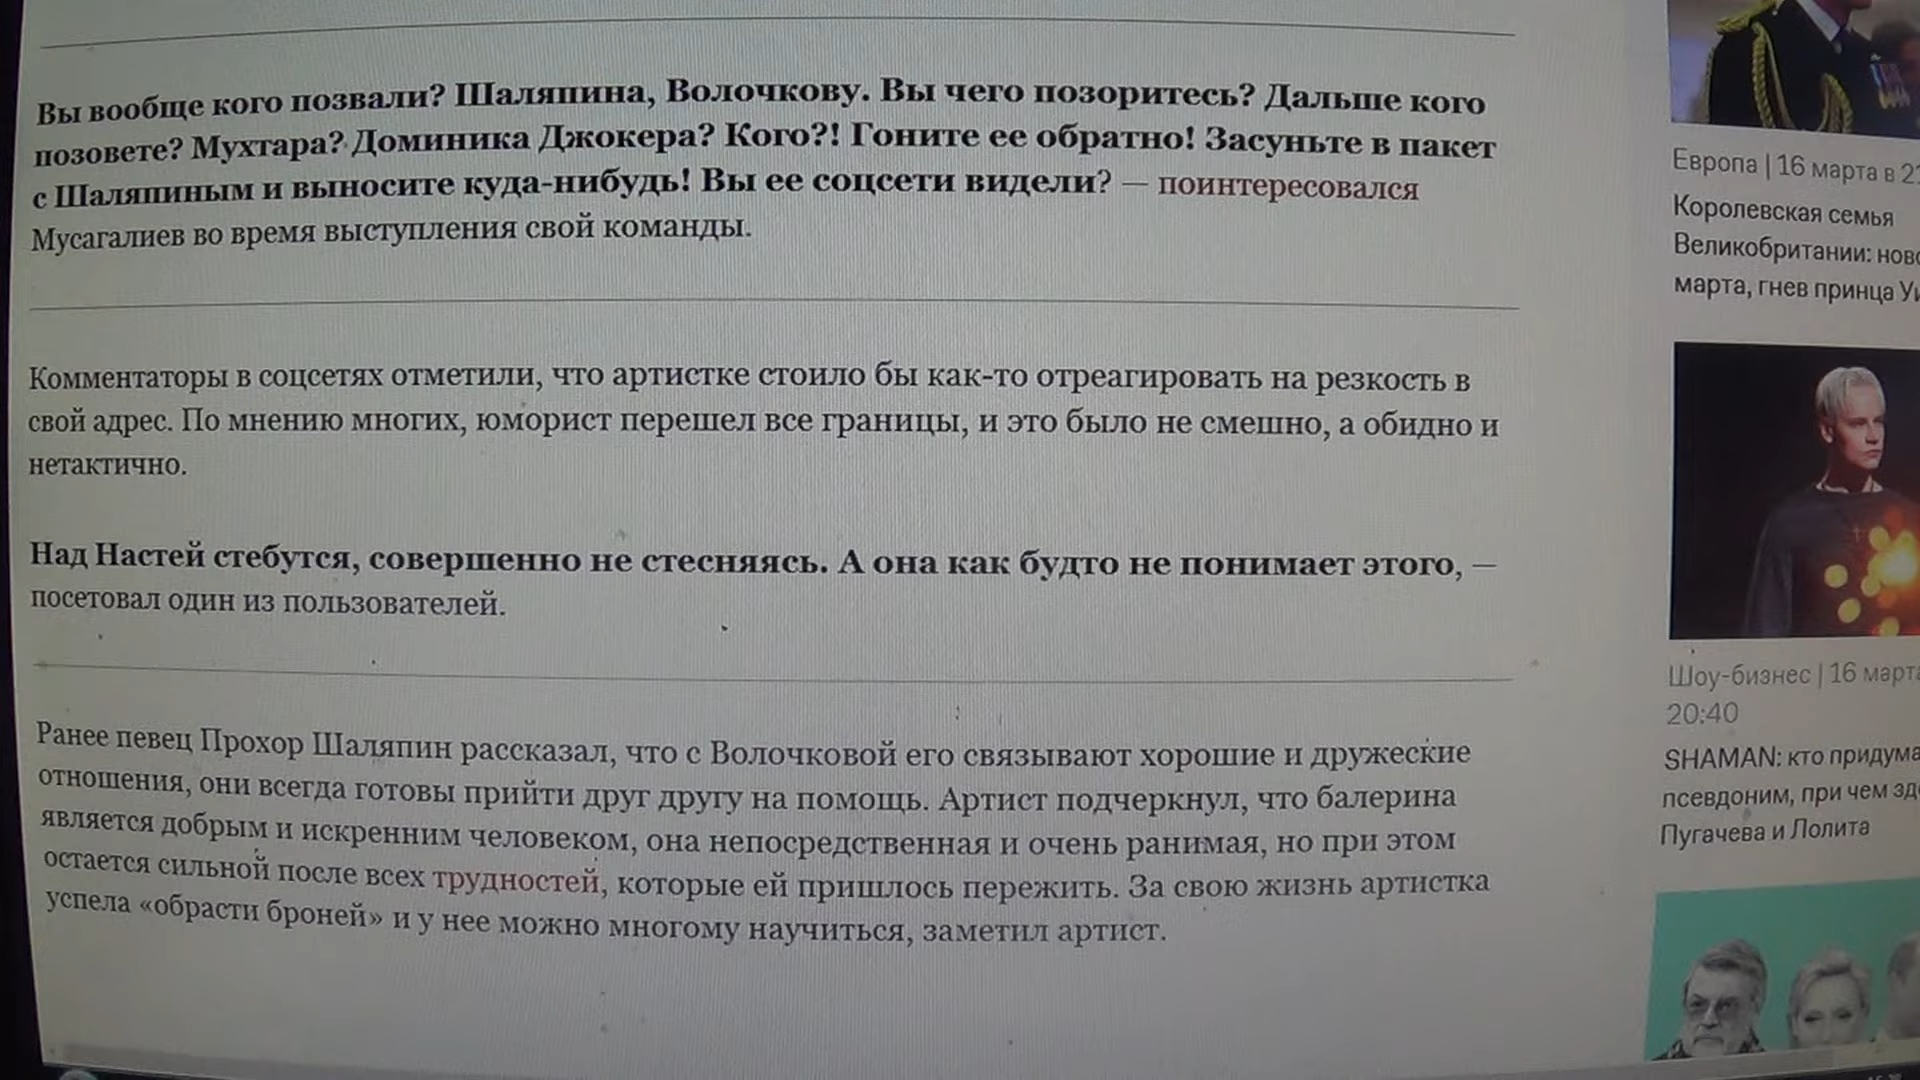 Вы вообще кого позвали? Шаляпина, Волочкову. Вы чего позоритесь? Дальше кого
позовете? Мухтара? Доминика Джокера? Кого?! Гоните ее обратно! Засуньте в пакет
с Шаляпиным и выносите куда-нибудь! Вы ее соцсети видели? — поинтересовался
Мусагалиев во время выступления свой команды.
Комментаторы в соцсетях отметили, что артистке стоило бы как-то отреагировать на резкость в
свой адрес. По мнению многих, юморист перешел все границы, и это было не смешно, а обидно и
нетактично.
Над Настей стебутся, совершенно не стесняясь. А она как будто не понимает этого, —
посетовал один из пользователей.
Ранее певец Прохор Шаляпин рассказал, что с Волочковой его связывают хорошие и дружеские
отношения, они всегда готовы прийти друг другу на помощь. Артист подчеркнул, что балерина
является добрым и искренним человеком, она непосредственная и очень ранимая, но при этом
остается сильной после всех трудностей, которые ей пришлось пережить. За свою жизнь артистка
успела «обрасти броней» и у нее можно многому научиться, заметил артист.
Европа | 16 марта в
Королевская семья
Великобритании:
марта, гнев принца
Шоу-бизнес | 16
20:40
SHAMAN: кто
псевдоним, при чем
Пугачева и Лолита